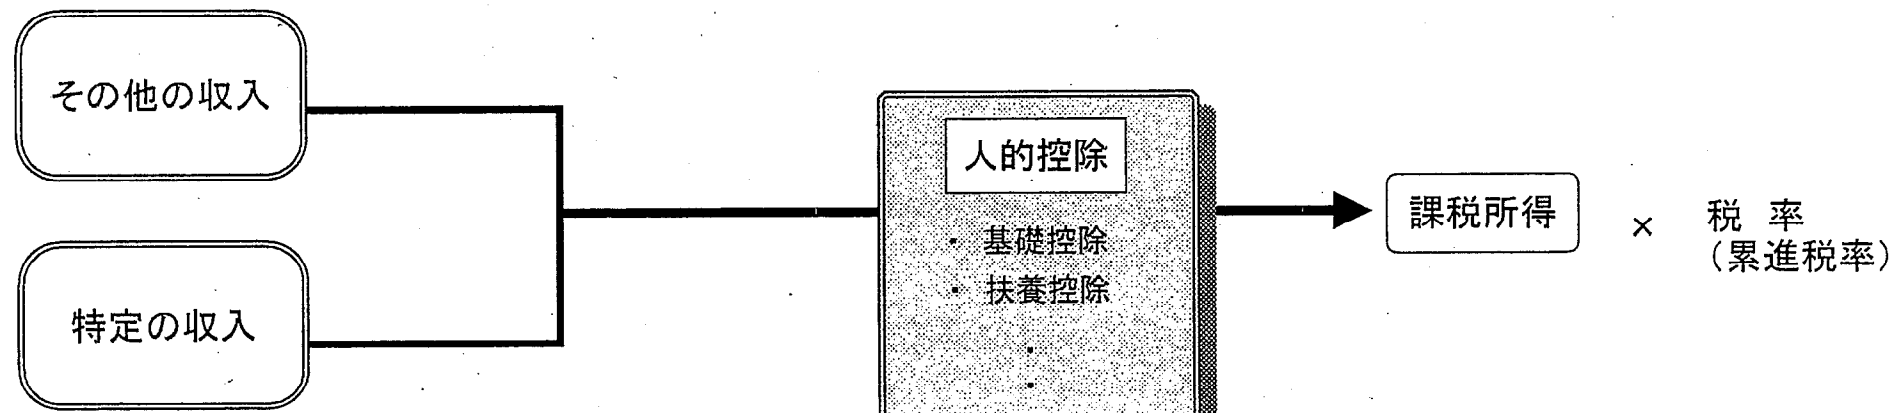 その他の収入
特定の収入
人的控除
・ 基礎控除
・ 扶養控除
・
・
課税所得
×
税 率
（累進税率）